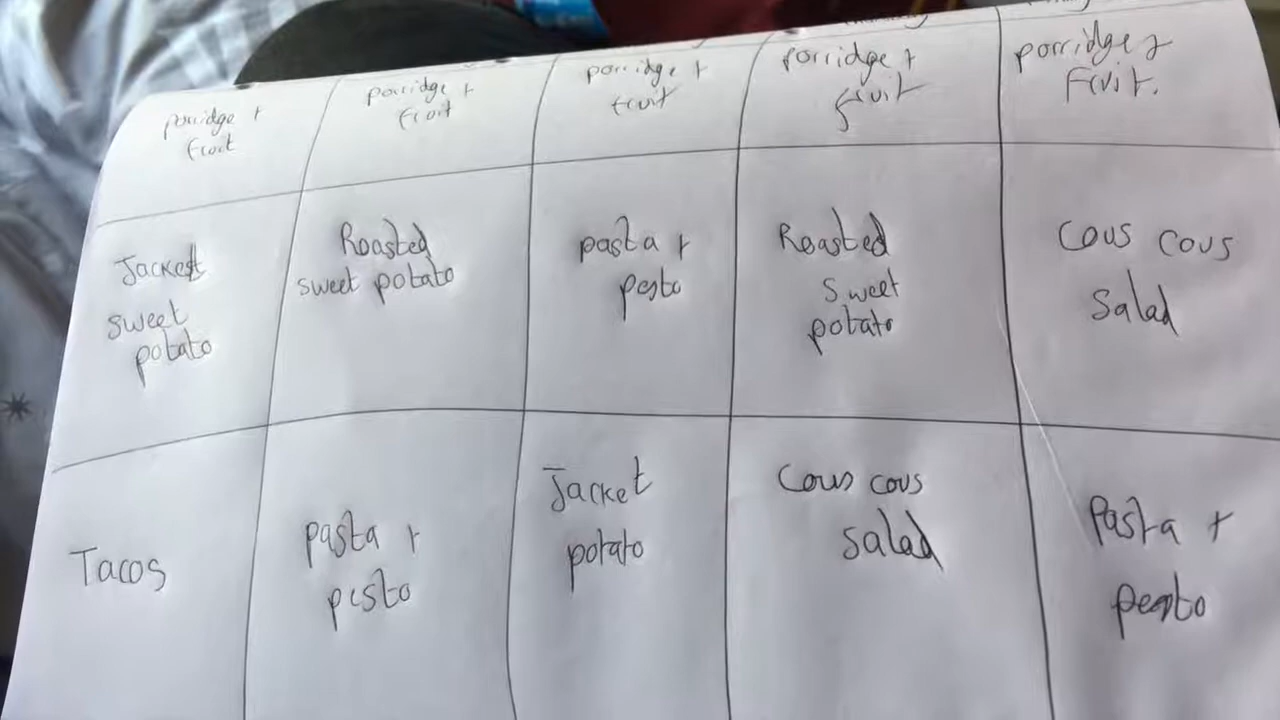 porridge +
fruit
porridge +
fruit
porridge +
fruit
porridge +
fruit
porridge +
Fruit.
Jacket
sweet
potato
Roasted
sweet potato
pasta +
pesto
Roasted
sweet
potato
Cous cous
salad
Tacos
pasta +
pesto
Jacket
potato
Cous cous
salad
Pasta +
pesto